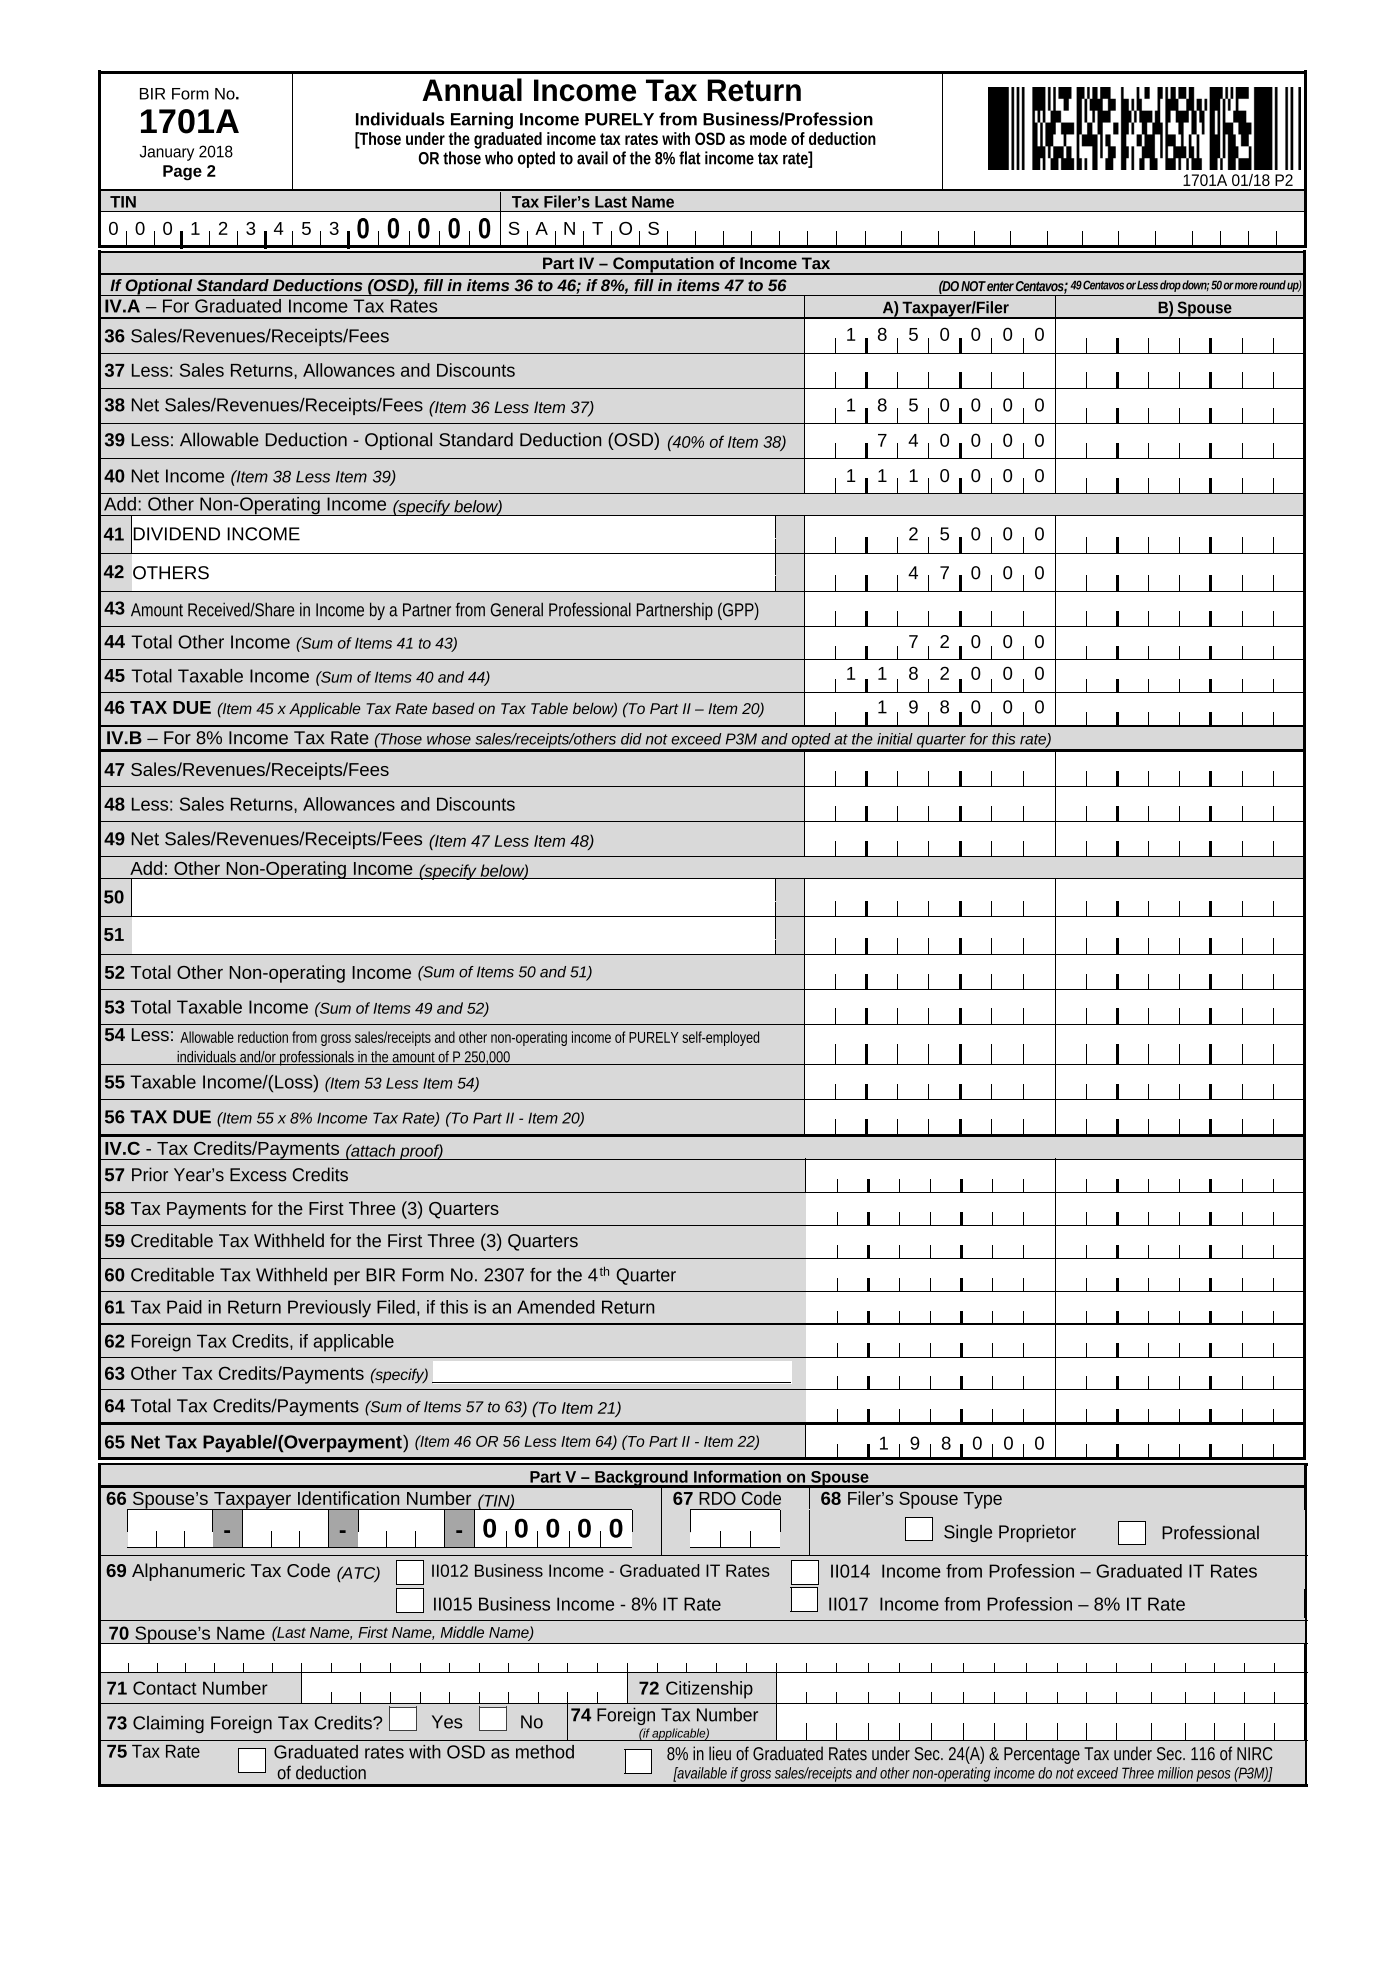 BIR Form No.
1701A
January 2018
Page 2
Annual Income Tax Return
Individuals Earning Income PURELY from Business/Profession
[Those under the graduated income tax rates with OSD as mode of deduction
OR those who opted to avail of the 8% flat income tax rate]
1701A 01/18 P2
TIN Tax Filer's Last Name
0 0 0 1 2 3 4 5 3 0 0 0 0 0 S A N T O S
Part IV – Computation of Income Tax
If Optional Standard Deductions (OSD), fill in items 36 to 46; if 8%, fill in items 47 to 56 (DO NOT enter Centavos; 49 Centavos or Less drop down; 50 or more round up)
IV.A – For Graduated Income Tax Rates A) Taxpayer/Filer B) Spouse
36 Sales/Revenues/Receipts/Fees 1 8 5 0 0 0 0
37 Less: Sales Returns, Allowances and Discounts
38 Net Sales/Revenues/Receipts/Fees (Item 36 Less Item 37) 1 8 5 0 0 0 0
39 Less: Allowable Deduction - Optional Standard Deduction (OSD) (40% of Item 38) 7 4 0 0 0 0
40 Net Income (Item 38 Less Item 39) 1 1 1 0 0 0 0
Add: Other Non-Operating Income (specify below)
41 DIVIDEND INCOME 2 5 0 0 0
42 OTHERS 4 7 0 0 0
43 Amount Received/Share in Income by a Partner from General Professional Partnership (GPP)
44 Total Other Income (Sum of Items 41 to 43) 7 2 0 0 0
45 Total Taxable Income (Sum of Items 40 and 44) 1 1 8 2 0 0 0
46 TAX DUE (Item 45 x Applicable Tax Rate based on Tax Table below) (To Part II – Item 20) 1 9 8 0 0 0
IV.B – For 8% Income Tax Rate (Those whose sales/receipts/others did not exceed P3M and opted at the initial quarter for this rate)
47 Sales/Revenues/Receipts/Fees
48 Less: Sales Returns, Allowances and Discounts
49 Net Sales/Revenues/Receipts/Fees (Item 47 Less Item 48)
Add: Other Non-Operating Income (specify below)
50
51
52 Total Other Non-operating Income (Sum of Items 50 and 51)
53 Total Taxable Income (Sum of Items 49 and 52)
54 Less: Allowable reduction from gross sales/receipts and other non-operating income of PURELY self-employed
individuals and/or professionals in the amount of P 250,000
55 Taxable Income/(Loss) (Item 53 Less Item 54)
56 TAX DUE (Item 55 x 8% Income Tax Rate) (To Part II - Item 20)
IV.C - Tax Credits/Payments (attach proof)
57 Prior Year's Excess Credits
58 Tax Payments for the First Three (3) Quarters
59 Creditable Tax Withheld for the First Three (3) Quarters
60 Creditable Tax Withheld per BIR Form No. 2307 for the 4th Quarter
61 Tax Paid in Return Previously Filed, if this is an Amended Return
62 Foreign Tax Credits, if applicable
63 Other Tax Credits/Payments (specify)
64 Total Tax Credits/Payments (Sum of Items 57 to 63) (To Item 21)
65 Net Tax Payable/(Overpayment) (Item 46 OR 56 Less Item 64) (To Part II - Item 22) 1 9 8 0 0 0
Part V – Background Information on Spouse
66 Spouse's Taxpayer Identification Number (TIN) 67 RDO Code 68 Filer's Spouse Type
- - - 0 0 0 0 0 Single Proprietor Professional
69 Alphanumeric Tax Code (ATC) II012 Business Income - Graduated IT Rates II014 Income from Profession – Graduated IT Rates
II015 Business Income - 8% IT Rate II017 Income from Profession – 8% IT Rate
70 Spouse's Name (Last Name, First Name, Middle Name)
71 Contact Number 72 Citizenship
73 Claiming Foreign Tax Credits? Yes No 74 Foreign Tax Number
(if applicable)
75 Tax Rate Graduated rates with OSD as method 8% in lieu of Graduated Rates under Sec. 24(A) & Percentage Tax under Sec. 116 of NIRC
of deduction [available if gross sales/receipts and other non-operating income do not exceed Three million pesos (P3M)]